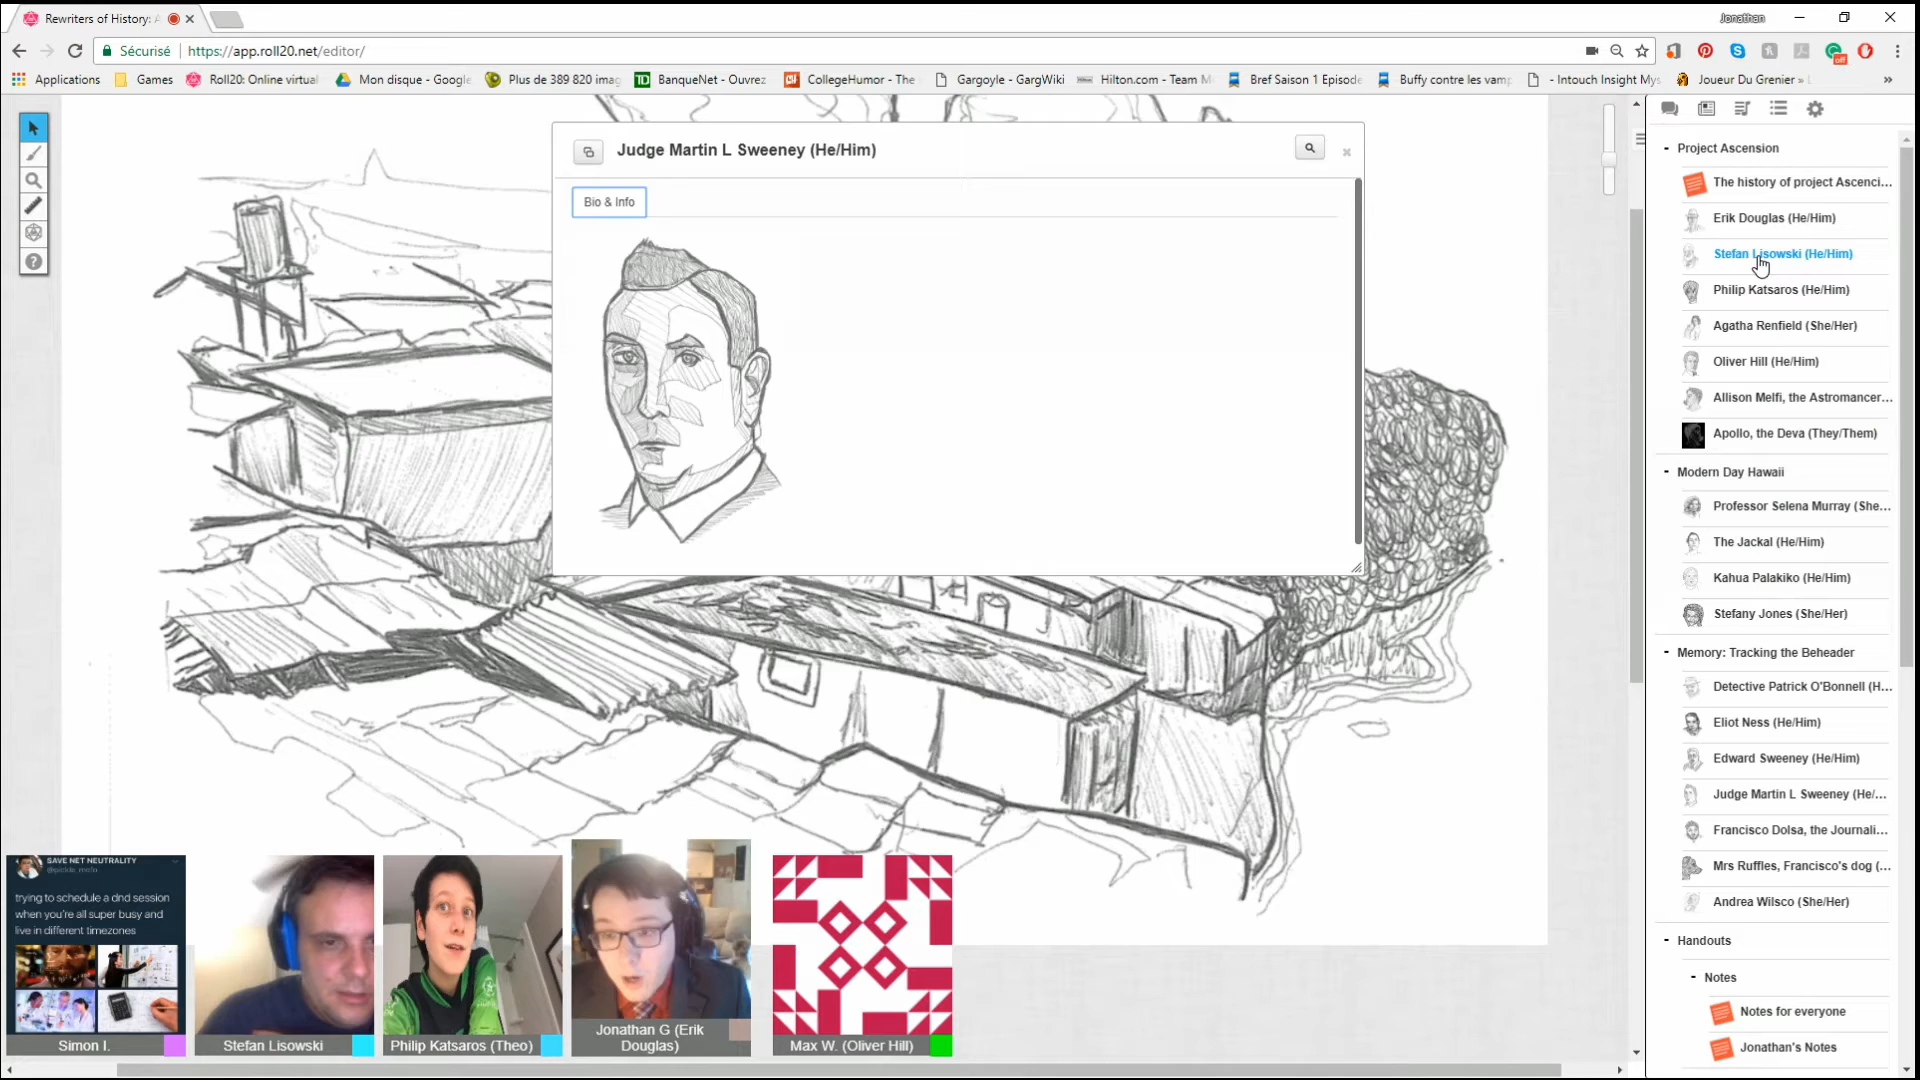 Rewriters of History: A
Jonathan
Sécurisé https://app.roll20.net/editor/
Applications Games Roll20: Online virtual Mon disque - Google Plus de 389 820 imag BanqueNet - Ouvrez CollegeHumor - The Gargoyle - GargWiki Hilton.com - Team M Bref Saison 1 Episode Buffy contre les vamp - Intouch Insight Mys Joueur Du Grenier »
off
Judge Martin L Sweeney (He/Him)
Bio & Info
Project Ascension
The history of project Ascenci...
Erik Douglas (He/Him)
Stefan Lisowski (He/Him)
Philip Katsaros (He/Him)
Agatha Renfield (She/Her)
Oliver Hill (He/Him)
Allison Melfi, the Astromancer...
Apollo, the Deva (They/Them)
Modern Day Hawaii
Professor Selena Murray (She...
The Jackal (He/Him)
Kahua Palakiko (He/Him)
Stefany Jones (She/Her)
Memory: Tracking the Beheader
Detective Patrick O'Bonnell (H...
Eliot Ness (He/Him)
Edward Sweeney (He/Him)
Judge Martin L Sweeney (He/...
Francisco Dolsa, the Journali...
Mrs Ruffles, Francisco's dog (...
Andrea Wilsco (She/Her)
Handouts
Notes
Notes for everyone
Jonathan's Notes
SAVE NET NEUTRALITY
@pickle_mofo
trying to schedule a dnd session
when you're all super busy and
live in different timezones
Simon I.
Stefan Lisowski
Philip Katsaros (Theo)
Jonathan G (Erik
Douglas)
Max W. (Oliver Hill)